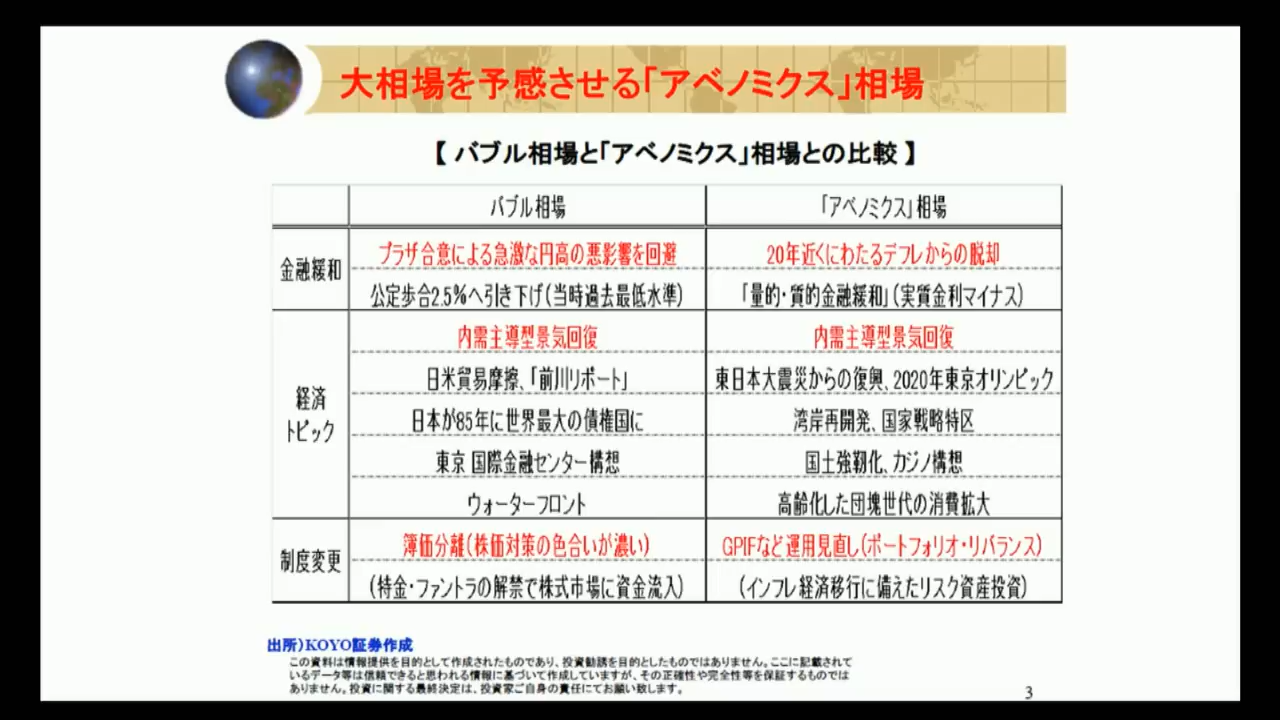 大相場を予感させる「アベノミクス」相場
【 バブル相場と「アベノミクス」相場との比較 】
バブル相場 「アベノミクス」相場
金融緩和
プラザ合意による急激な円高の悪影響を回避 20年近くにわたるデフレからの脱却
公定歩合2.5%へ引き下げ(当時過去最低水準) 「量的・質的金融緩和」(実質金利マイナス)
経済
トピック
内需主導型景気回復 内需主導型景気回復
日米貿易摩擦、「前川リポート」 東日本大震災からの復興、2020年東京オリンピック
日本が85年に世界最大の債権国に 湾岸再開発、国家戦略特区
東京 国際金融センター構想 国土強靭化、カジノ構想
ウォーターフロント 高齢化した団塊世代の消費拡大
制度変更
簿価分離(株価対策の色合いが濃い) GPIFなど運用見直し(ポートフォリオ・リバランス)
(特金・ファントラの解禁で株式市場に資金流入) (インフレ経済移行に備えたリスク資産投資)
出所)KOYO証券作成
この資料は情報提供を目的として作成されたものであり、投資勧誘を目的としたものではありません。ここに記載されて
いるデータ等は信頼できると思われる情報に基づいて作成していますが、その正確性や完全性等を保証するものでは
ありません。投資に関する最終決定は、投資家ご自身の責任にてお願い致します。
3